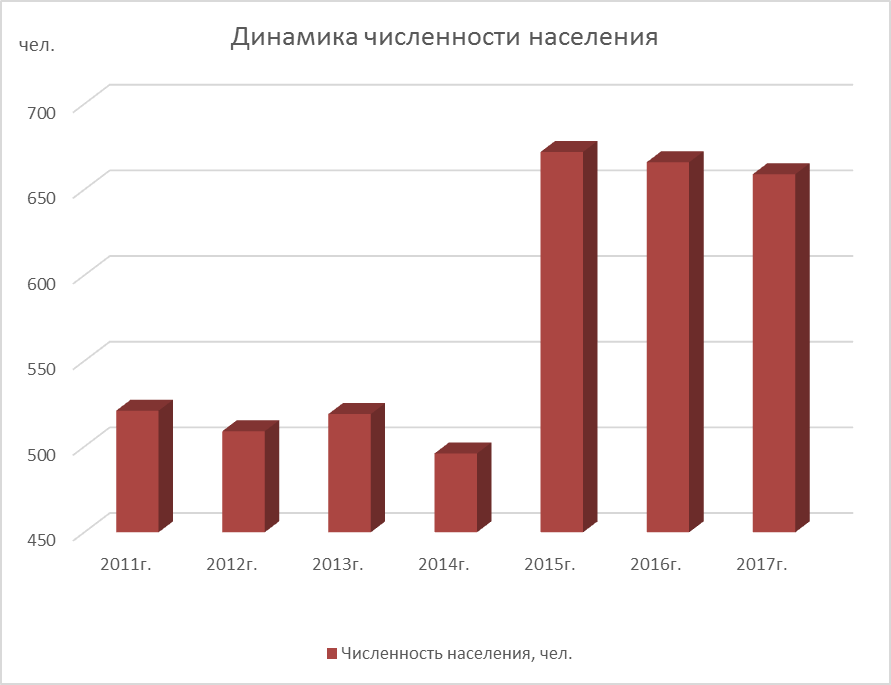 Динамика численности населения
чел.
700
650
600
550
500
450
2011г. 2012г. 2013г. 2014г. 2015г. 2016г. 2017г.
Численность населения, чел.